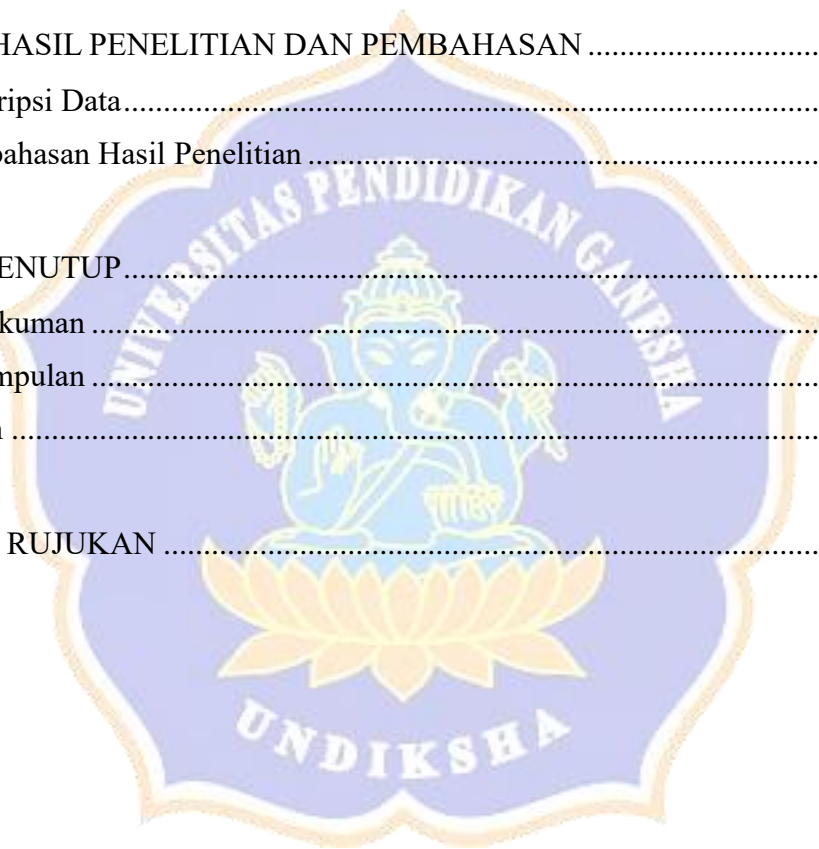 HASIL PENELITIAN DAN PEMBAHASAN ............................
ripsi Data............................................................................................
bahasan Hasil Penelitian ...............................................................
ENUTUP............................................................................................
kuman ................................................................................................
mpulan ................................................................................................
n ..........................................................................................................
RUJUKAN .......................................................................................
UNIVERSITAS PENDIDIKAN GANESHA
UNDIKSHA